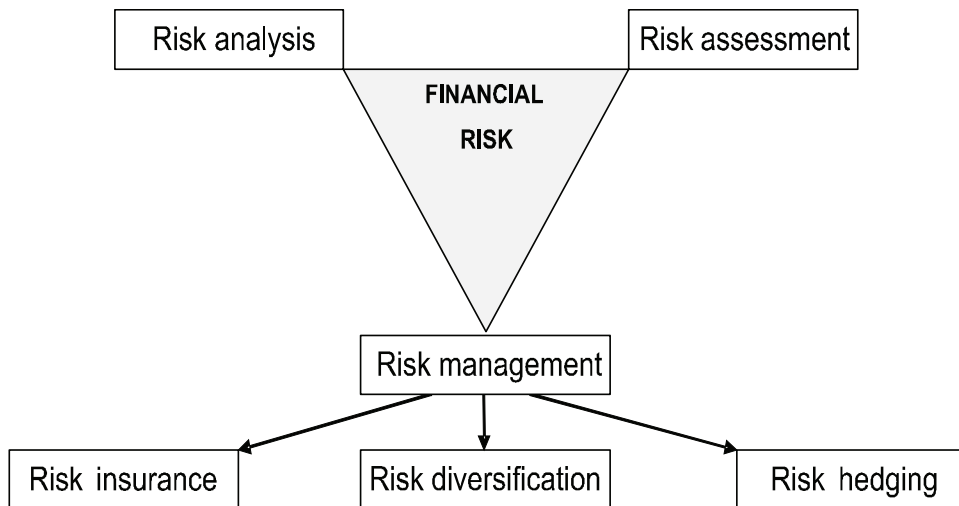 Risk analysis
Risk assessment
FINANCIAL
RISK
Risk management
Risk insurance
Risk diversification
Risk hedging